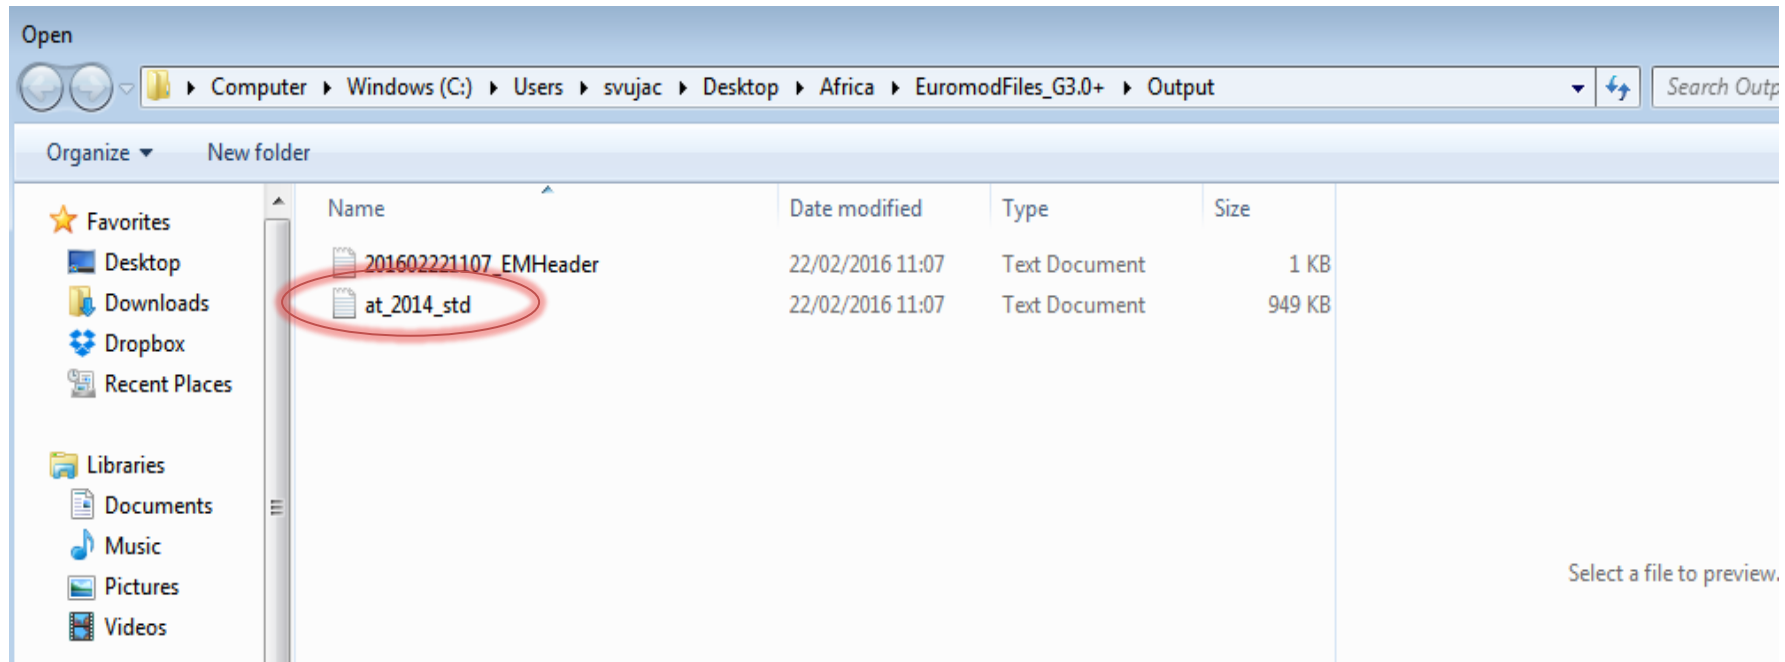 Open
Computer Windows (C:) Users svujac Desktop Africa EuromodFiles_G3.0+ Output
Search Outp
Organize New folder
Name Date modified Type Size
Favorites
Desktop
Downloads
Dropbox
Recent Places
Libraries
Documents
Music
Pictures
Videos
201602221107_EMHeader 22/02/2016 11:07 Text Document 1 KB
at_2014_std 22/02/2016 11:07 Text Document 949 KB
Select a file to preview.